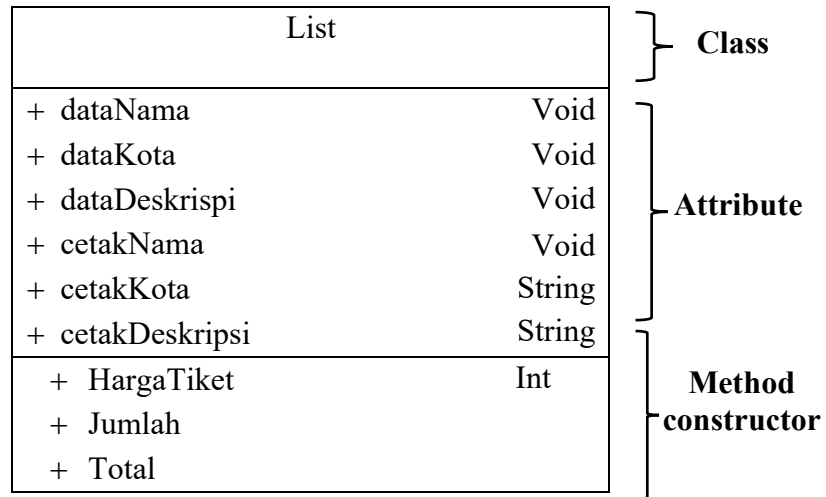 List
Class
+ dataNama Void
+ dataKota Void
+ dataDeskrispi Void
+ cetakNama Void
+ cetakKota String
+ cetakDeskripsi String
Attribute
+ HargaTiket Int
+ Jumlah
+ Total
Method
constructor